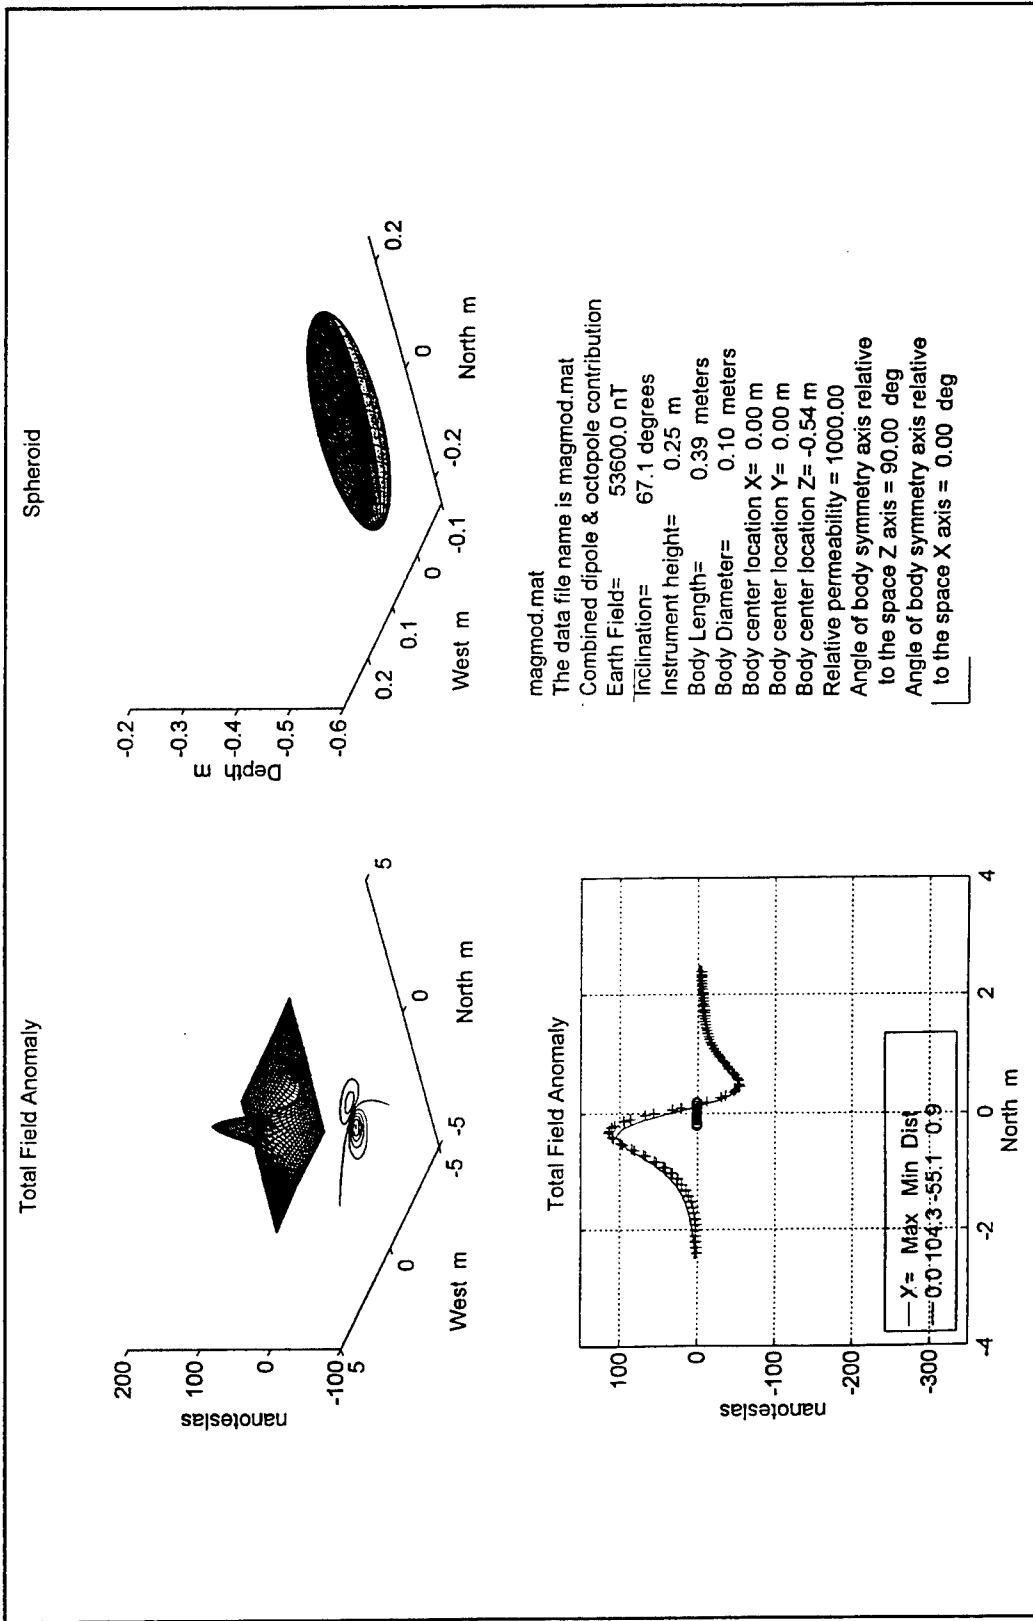 Total Field Anomaly
200
100
0
-100
nanoteslas
5
0
-5
West m
-5
0
5
North m
Spheroid
-0.2
-0.3
-0.4
-0.5
-0.6
Depth m
0.2
0.1
0
-0.1
West m
-0.2
0
0.2
North m
Total Field Anomaly
100
0
-100
-200
-300
nanoteslas
-4
-2
0
2
4
North m
X= Max Min Dist
0.0 104.3 -55.1 0.9
magmod.mat
The data file name is magmod.mat
Combined dipole & octopole contribution
Earth Field= 53600.0 nT
Inclination= 67.1 degrees
Instrument height= 0.25 m
Body Length= 0.39 meters
Body Diameter= 0.10 meters
Body center location X= 0.00 m
Body center location Y= 0.00 m
Body center location Z= -0.54 m
Relative permeability = 1000.00
Angle of body symmetry axis relative
to the space Z axis = 90.00 deg
Angle of body symmetry axis relative
to the space X axis = 0.00 deg